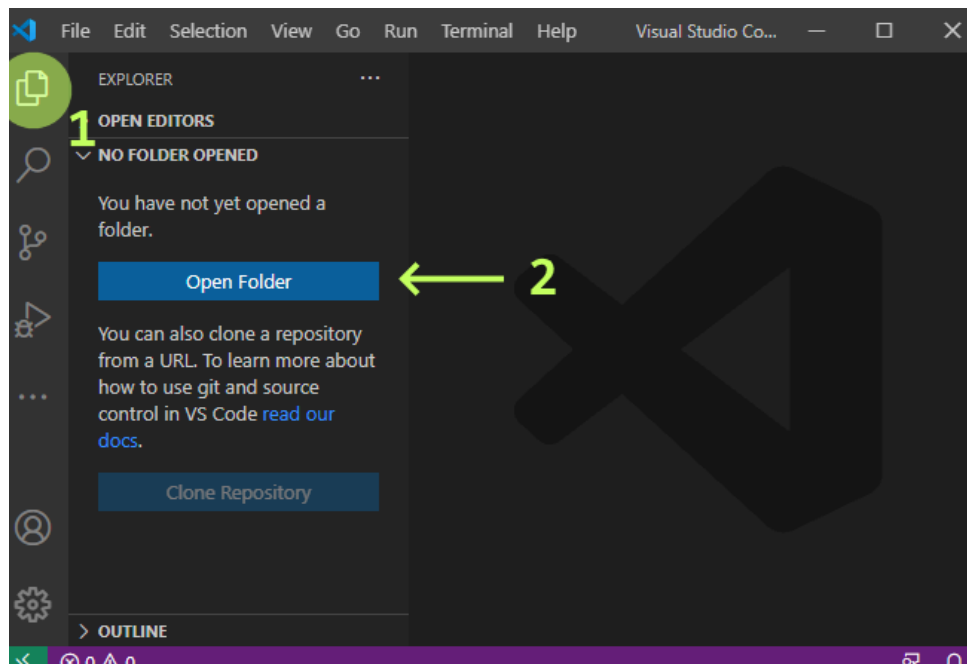 File Edit Selection View Go Run Terminal Help Visual Studio Co...
EXPLORER ...
1
OPEN EDITORS
NO FOLDER OPENED
You have not yet opened a
folder.
Open Folder
2
You can also clone a repository
from a URL. To learn more about
how to use git and source
control in VS Code read our
docs.
Clone Repository
OUTLINE
0 0